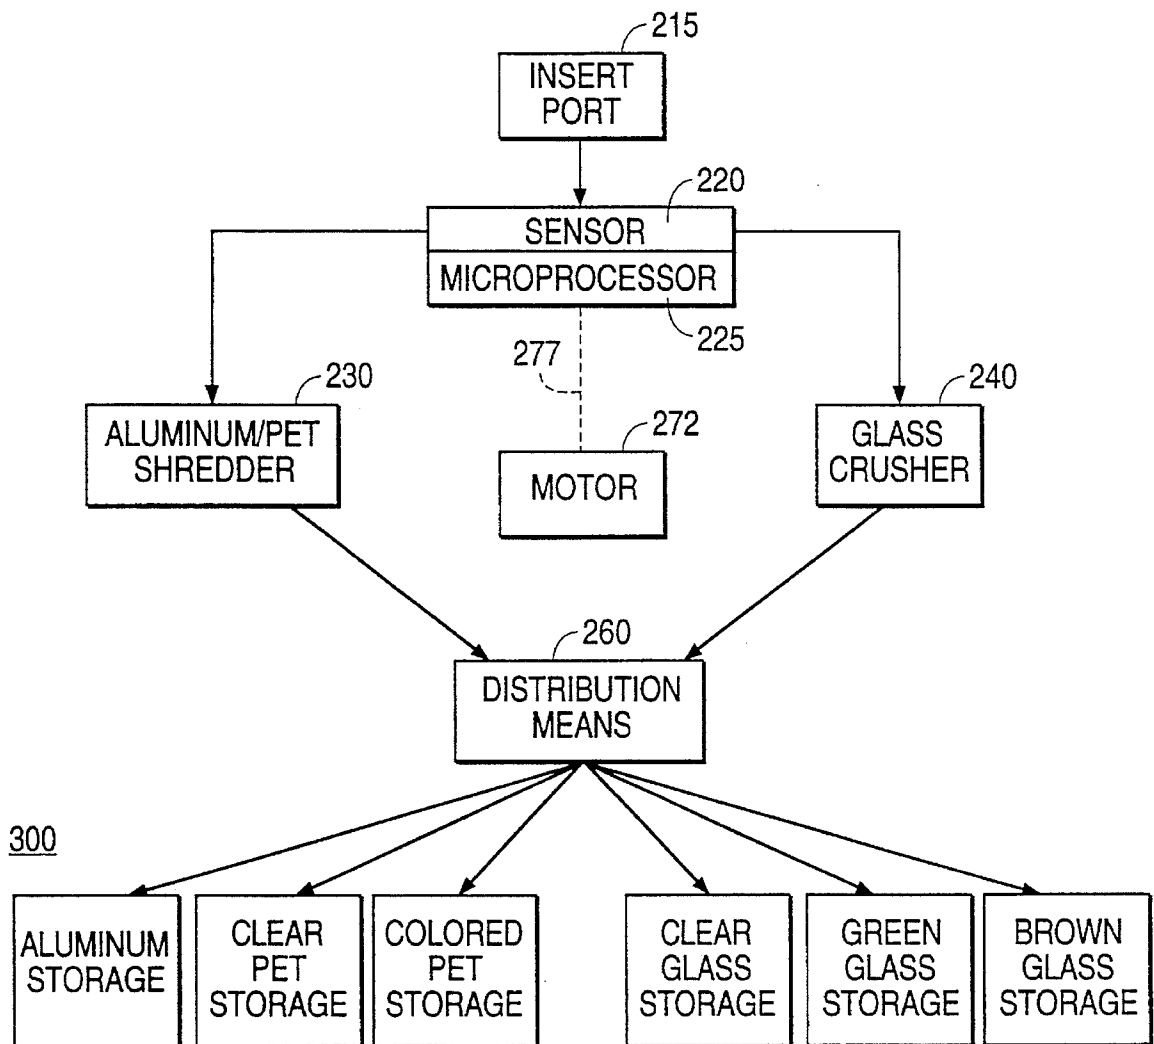 215
INSERT
PORT
220
SENSOR
MICROPROCESSOR
225
277
230
ALUMINUM/PET
SHREDDER
272
MOTOR
240
GLASS
CRUSHER
260
DISTRIBUTION
MEANS
300
ALUMINUM
STORAGE
CLEAR
PET
STORAGE
COLORED
PET
STORAGE
CLEAR
GLASS
STORAGE
GREEN
GLASS
STORAGE
BROWN
GLASS
STORAGE